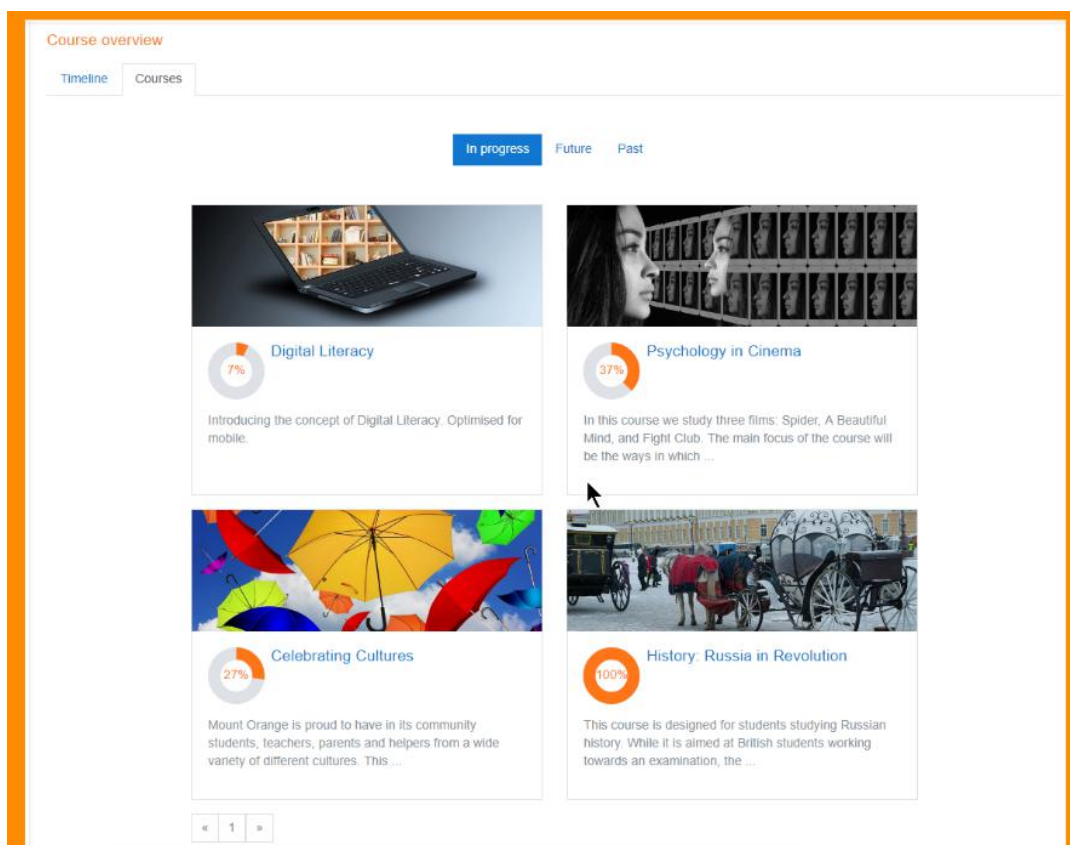 Course overview
Timeline Courses
In progress Future Past
7% Digital Literacy
Introducing the concept of Digital Literacy. Optimised for
mobile.
37% Psychology in Cinema
In this course we study three films: Spider, A Beautiful
Mind, and Fight Club. The main focus of the course will
be the ways in which ...
27% Celebrating Cultures
Mount Orange is proud to have in its community
students, teachers, parents and helpers from a wide
variety of different cultures. This ...
100% History: Russia in Revolution
This course is designed for students studying Russian
history. While it is aimed at British students working
towards an examination, the ...
« 1 »